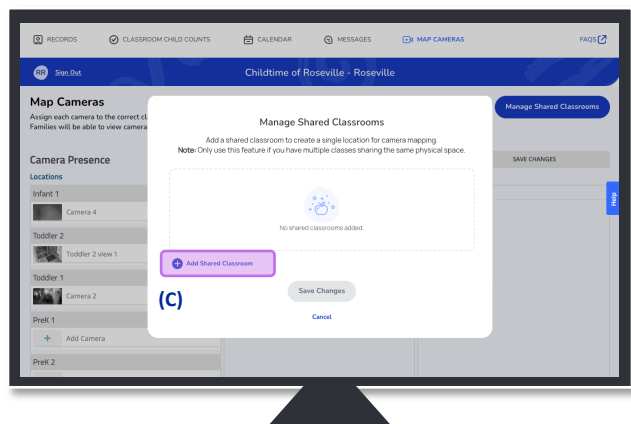 RECORDS
CLASSROOM CHILD COUNTS
CALENDAR
MESSAGES
MAP CAMERAS
FAQS
RR
Sign Out
Childtime of Roseville - Roseville
Map Cameras
Assign each camera to the correct cl
Families will be able to view camera
Manage Shared Classrooms
Camera Presence
SAVE CHANGES
Locations
Infant 1
Camera 4
Toddler 2
Toddler 2 view 1
Toddler 1
Camera 2
PreK 1
Add Camera
PreK 2
Help
Manage Shared Classrooms
Add a shared classroom to create a single location for camera mapping.
Note: Only use this feature if you have multiple classes sharing the same physical space.
No shared classrooms added.
Add Shared Classroom
(C)
Save Changes
Cancel